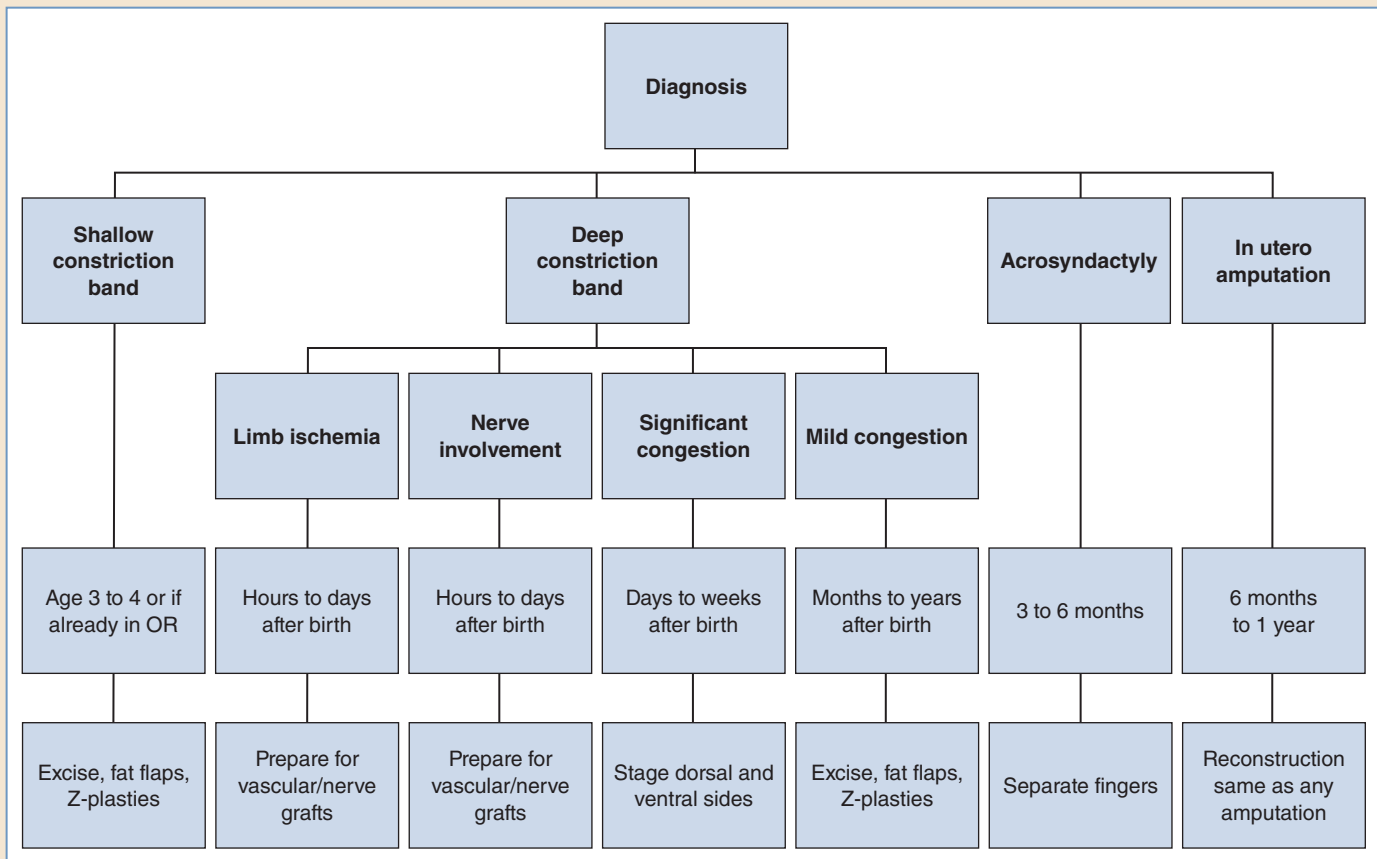 Diagnosis
Shallow
constriction
band
Deep
constriction
band
Acrosyndactyly
In utero
amputation
Limb ischemia
Nerve
involvement
Significant
congestion
Mild congestion
Age 3 to 4 or if
already in OR
Hours to days
after birth
Hours to days
after birth
Days to weeks
after birth
Months to years
after birth
3 to 6 months
6 months
to 1 year
Excise, fat flaps,
Z-plasties
Prepare for
vascular/nerve
grafts
Prepare for
vascular/nerve
grafts
Stage dorsal and
ventral sides
Excise, fat flaps,
Z-plasties
Separate fingers
Reconstruction
same as any
amputation